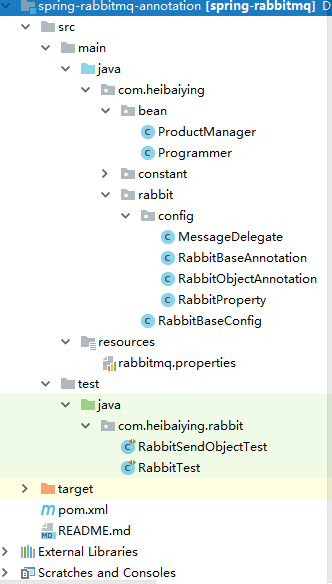 spring-rabbitmq-annotation [spring-rabbitmq] D
src
main
java
com.heibaiying
bean
ProductManager
Programmer
constant
rabbit
config
MessageDelegate
RabbitBaseAnnotation
RabbitObjectAnnotation
RabbitProperty
RabbitBaseConfig
resources
rabbitmq.properties
test
java
com.heibaiying.rabbit
RabbitSendObjectTest
RabbitTest
target
pom.xml
README.md
External Libraries
Scratches and Consoles